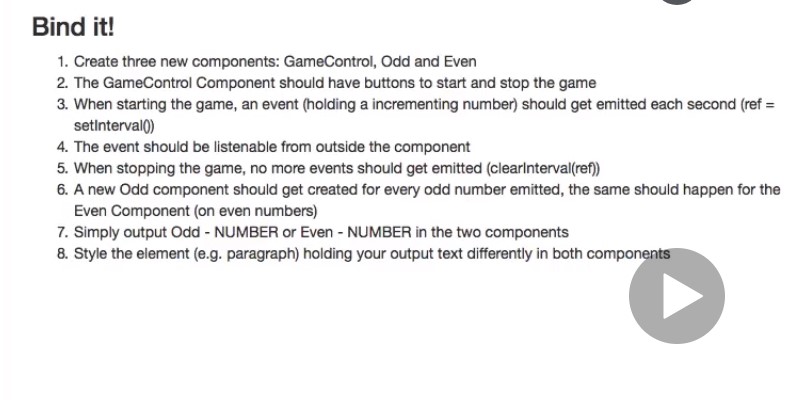 Bind it!
1. Create three new components: GameControl, Odd and Even
2. The GameControl Component should have buttons to start and stop the game
3. When starting the game, an event (holding a incrementing number) should get emitted each second (ref =
setInterval())
4. The event should be listenable from outside the component
5. When stopping the game, no more events should get emitted (clearInterval(ref))
6. A new Odd component should get created for every odd number emitted, the same should happen for the
Even Component (on even numbers)
7. Simply output Odd - NUMBER or Even - NUMBER in the two components
8. Style the element (e.g. paragraph) holding your output text differently in both components